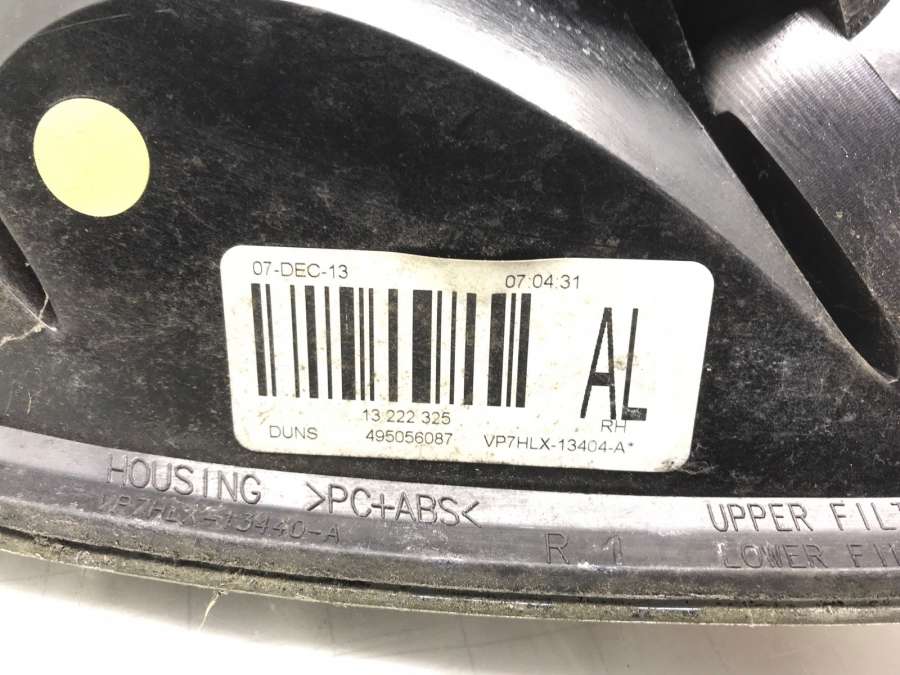 07-DEC-13 07:04:31
AL
13 222 325 RH
DUNS 495056087 VP7HLX-13404-A*
HOUSING >PC+ABS< UPPER FILT
VP7HLX-13440-A R 1 LOWER FI